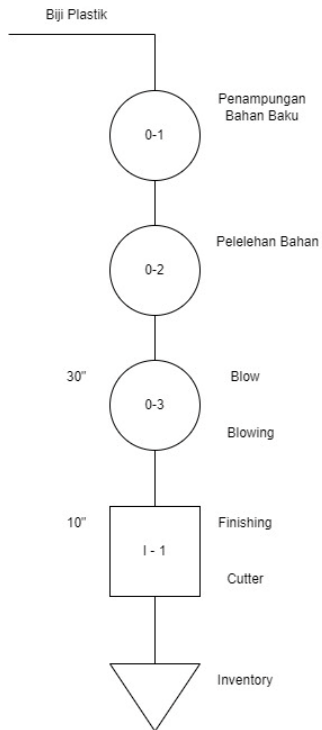 Biji Plastik
Penampungan
Bahan Baku
0-1
Pelelehan Bahan
0-2
30"
Blow
0-3
Blowing
10"
Finishing
I - 1
Cutter
Inventory